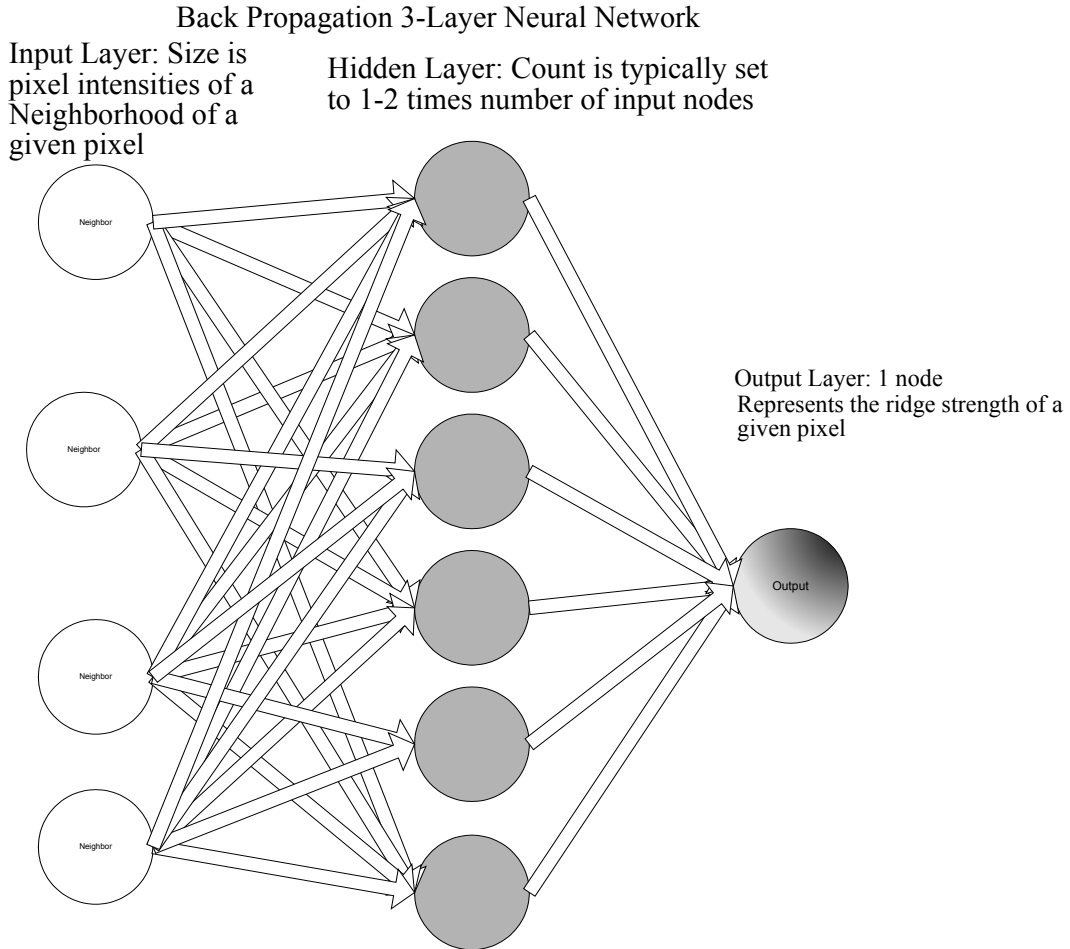 Back Propagation 3-Layer Neural Network
Input Layer: Size is
pixel intensities of a
Neighborhood of a
given pixel
Hidden Layer: Count is typically set
to 1-2 times number of input nodes
Neighbor
Neighbor
Neighbor
Neighbor
Output Layer: 1 node
Represents the ridge strength of a
given pixel
Output